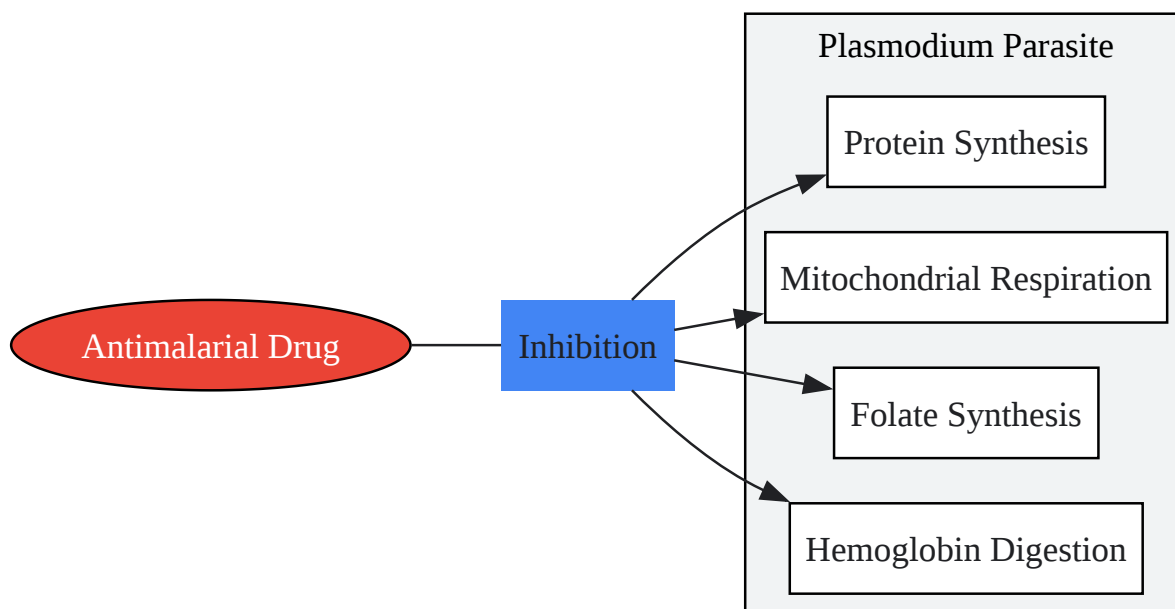 Plasmodium Parasite
Protein Synthesis
Mitochondrial Respiration
Antimalarial Drug
Inhibition
Folate Synthesis
Hemoglobin Digestion